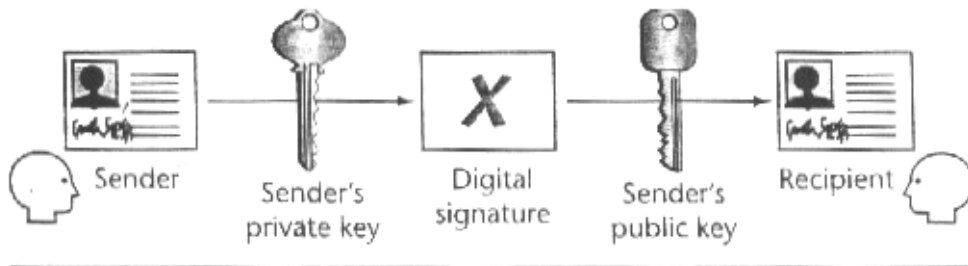 Sender
Sender's
private key
Digital
signature
Sender's
public key
Recipient